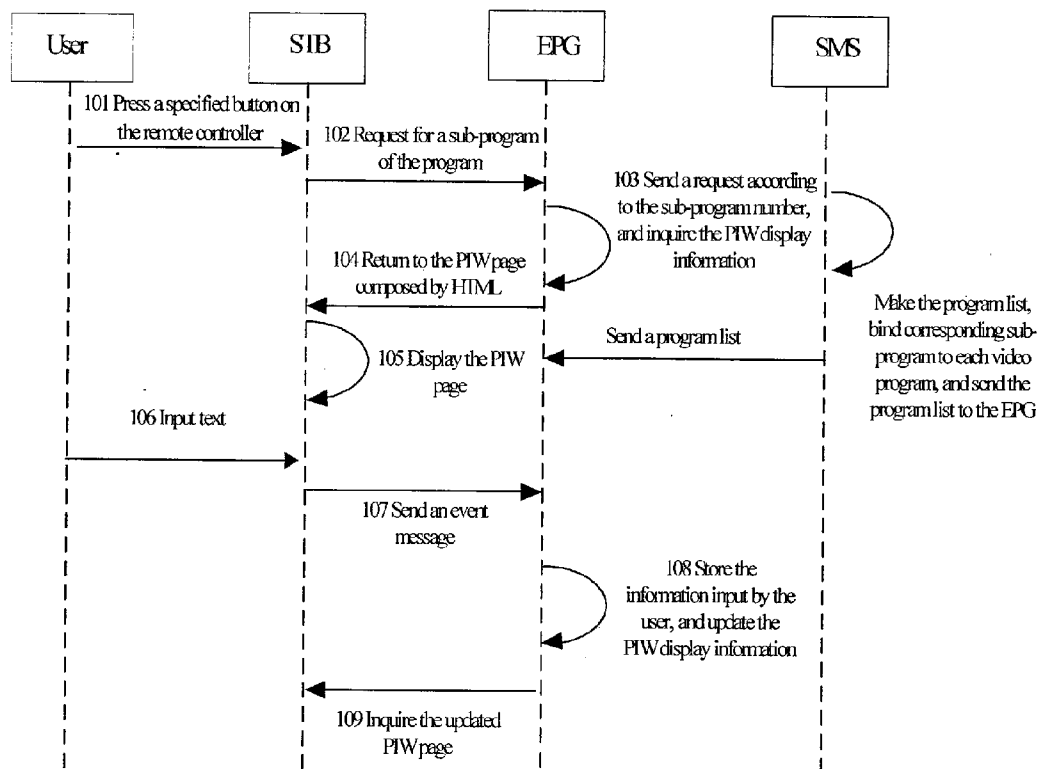 User
STB
EPG
SMS
101 Press a specified button on
the remote controller
102 Request for a sub-program
of the program
103 Send a request according
to the sub-program number,
and inquire the PIW display
information
104 Return to the PIW page
composed by HTML
Make the program list,
bind corresponding sub-
program to each video
program, and send the
program list to the EPG
Send a program list
105 Display the PIW
page
106 Input text
107 Send an event
message
108 Store the
information input by the
user, and update the
PIW display information
109 Inquire the updated
PIW page